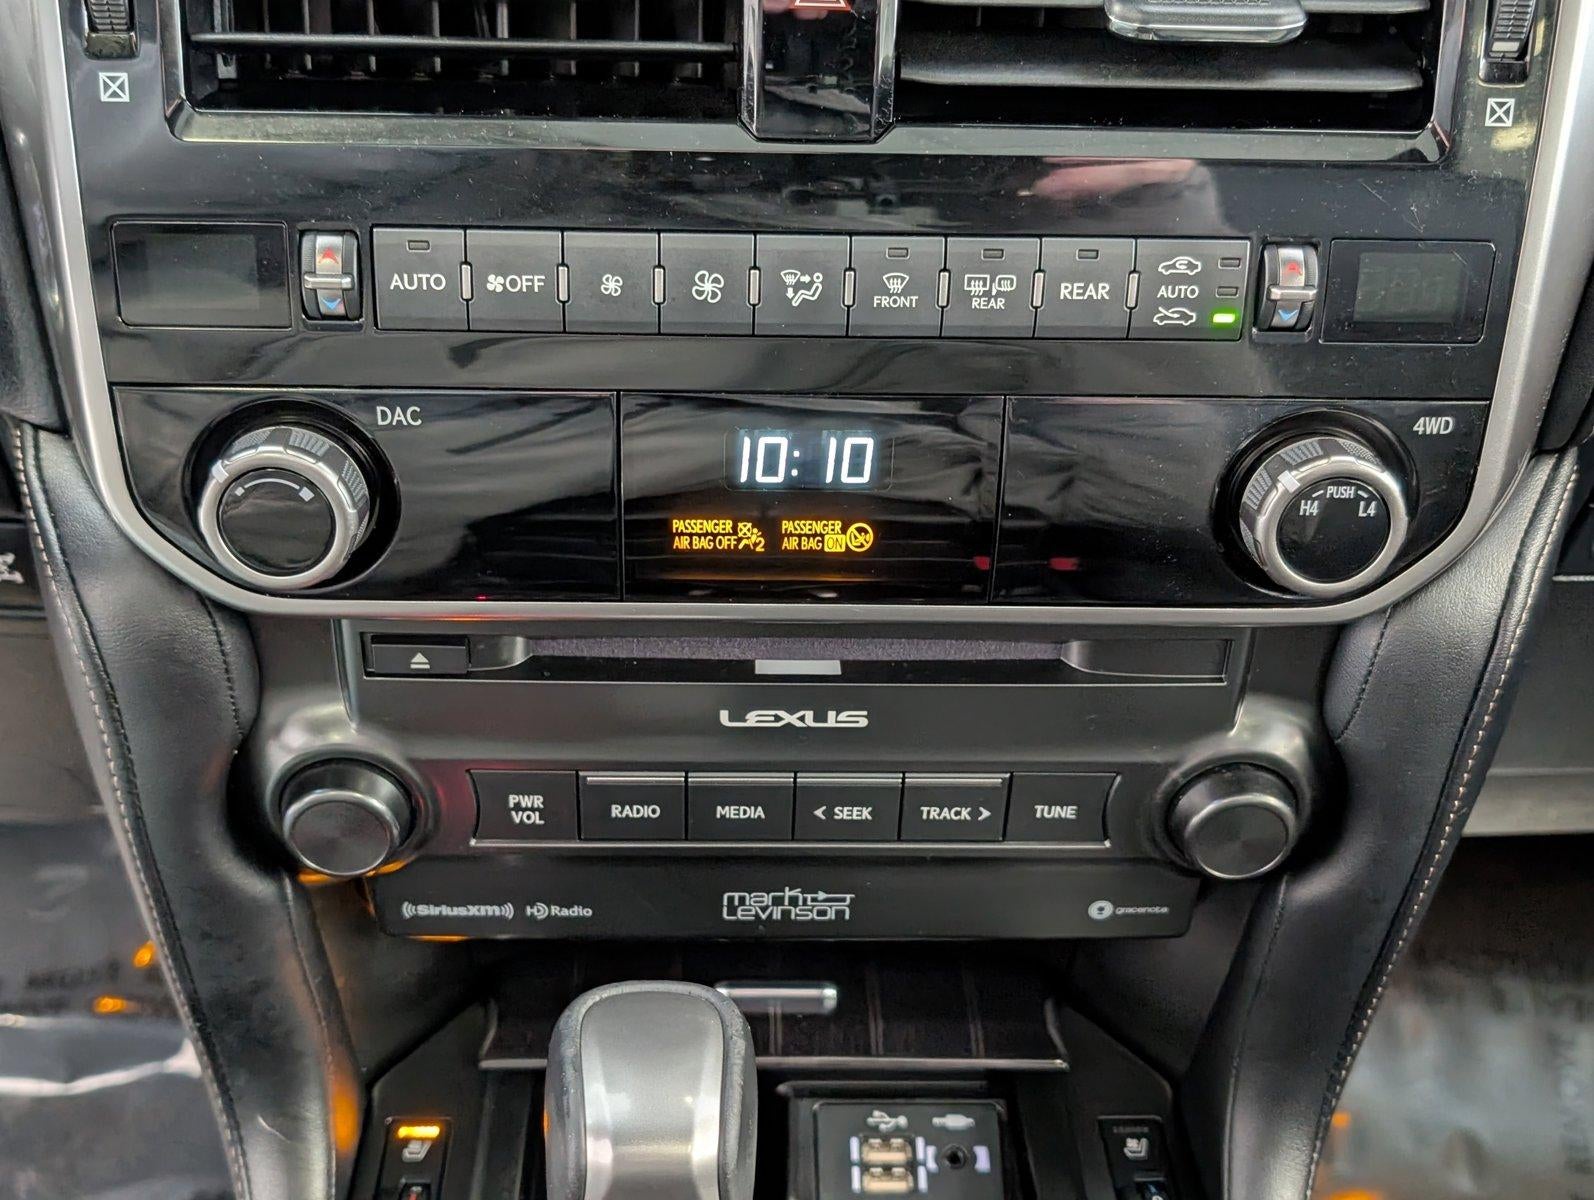 AUTO
OFF
FRONT
REAR
REAR
AUTO
DAC
10:10
4WD
PASSENGER
AIR BAG OFF 2
PASSENGER
AIR BAG ON
PUSH
H4 L4
LEXUS
PWR
VOL
RADIO
MEDIA
< SEEK
TRACK >
TUNE
((SiriusXM))
HD Radio
mark
Levinson
gracenote